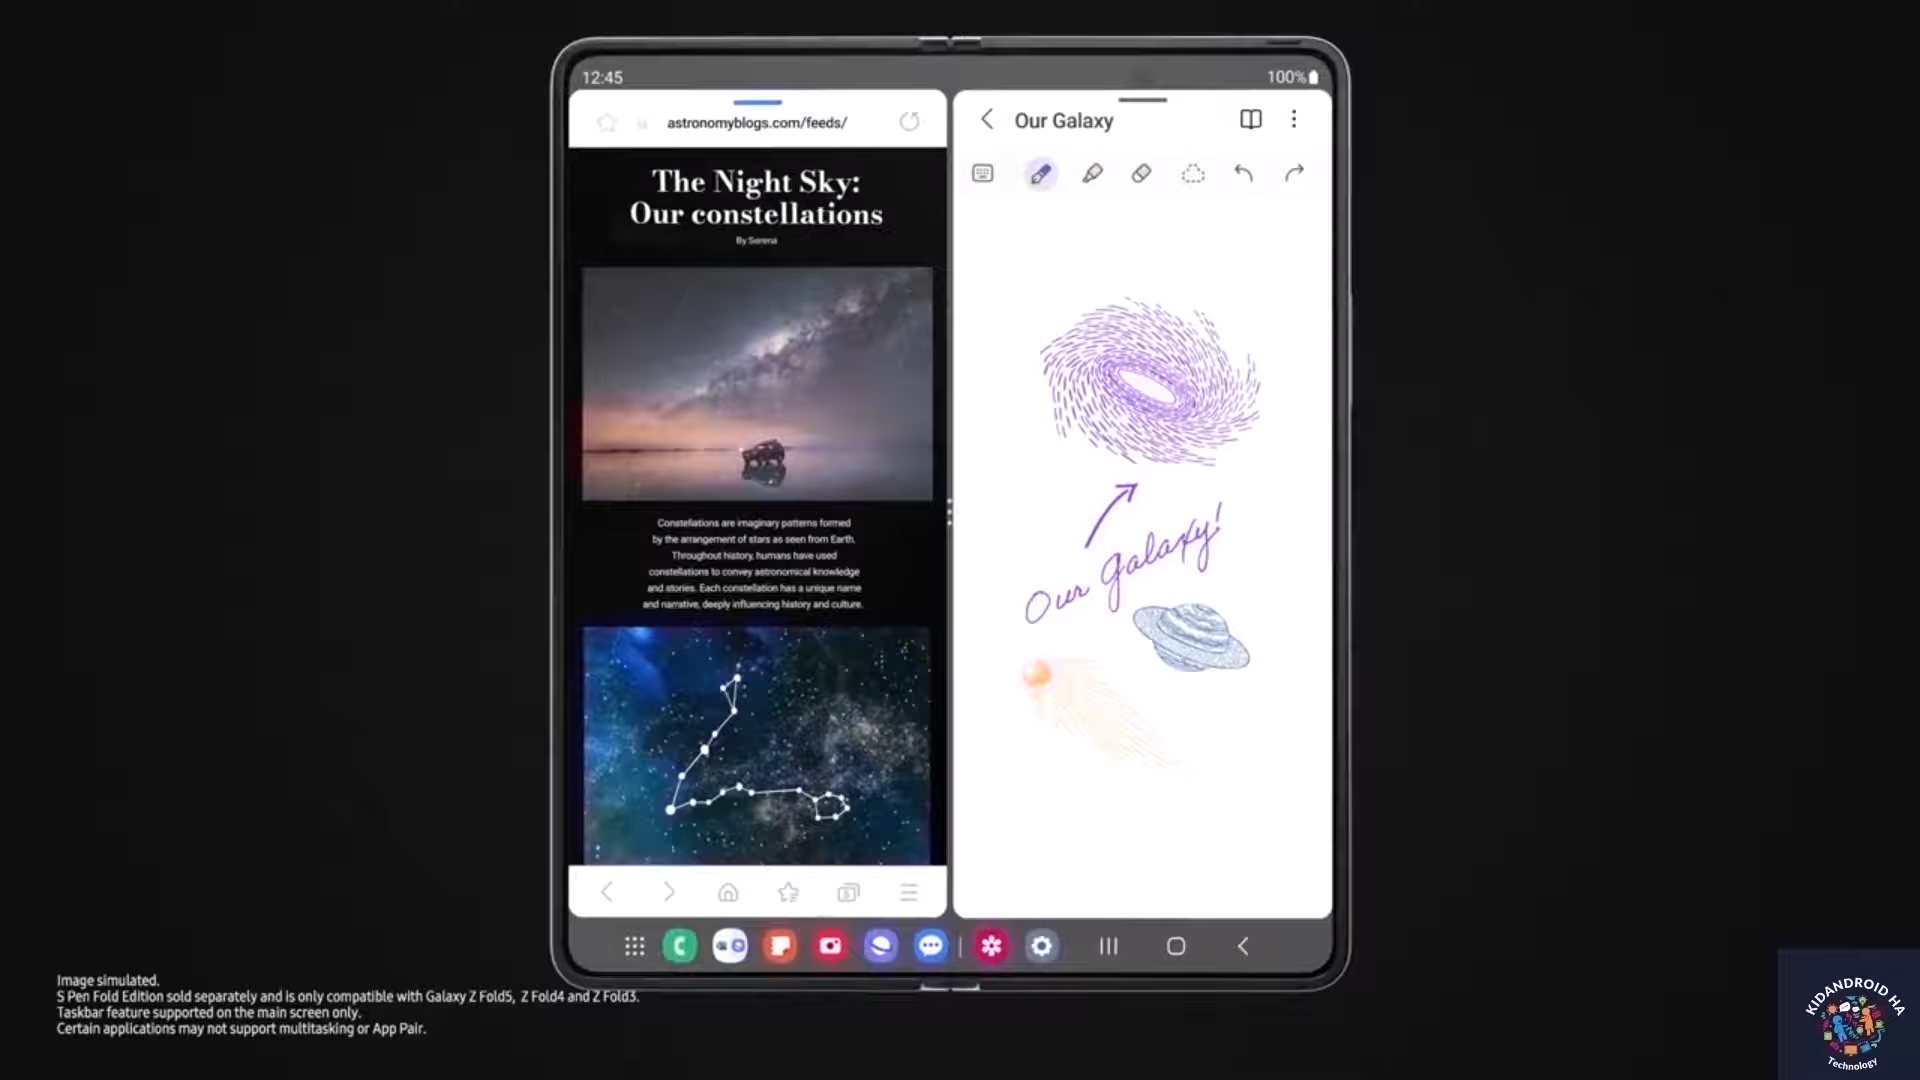 12:45
100%
astronomyblogs.com/feeds/
Our Galaxy
The Night Sky:
Our constellations
By Serena
Constellations are imaginary patterns formed
by the arrangement of stars as seen from Earth.
Throughout history, humans have used
constellations to convey astronomical knowledge
and stories. Each constellation has a unique name
and narrative, deeply influencing history and culture.
Our Galaxy!
Image simulated.
S Pen Fold Edition sold separately and is only compatible with Galaxy Z Fold5, Z Fold4 and Z Fold3.
Taskbar feature supported on the main screen only.
Certain applications may not support multitasking or App Pair.
KIDANDROID HA
Technology